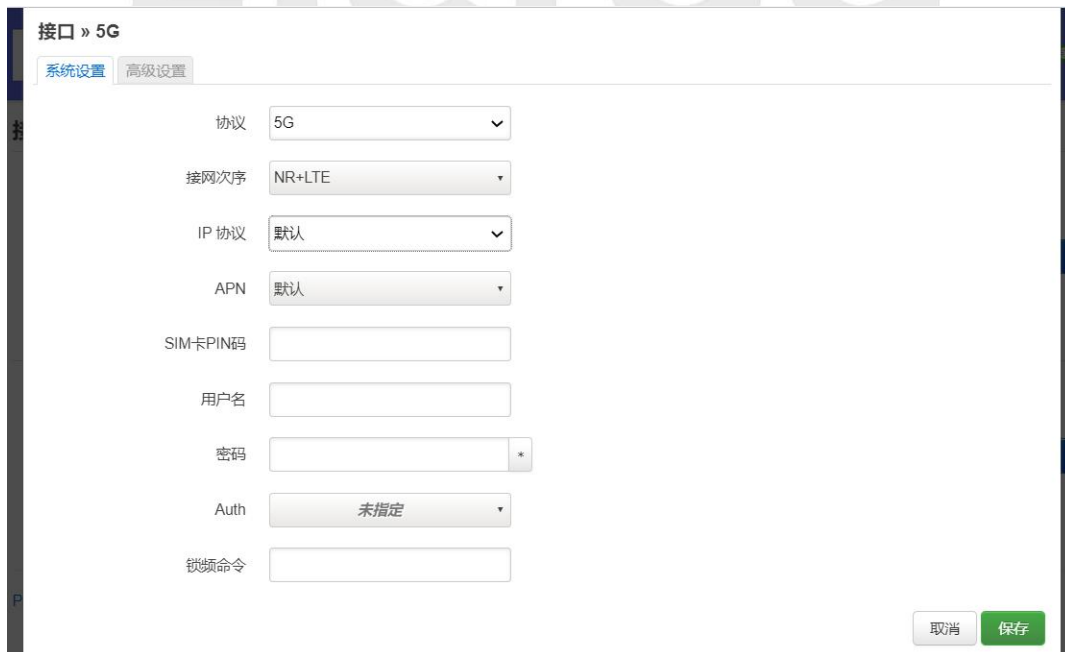 接口 » 5G
系统设置 高级设置
协议 5G
接网次序 NR+LTE
IP 协议 默认
APN 默认
SIM卡PIN码
用户名
密码 *
Auth 未指定
锁频命令
P
取消 保存